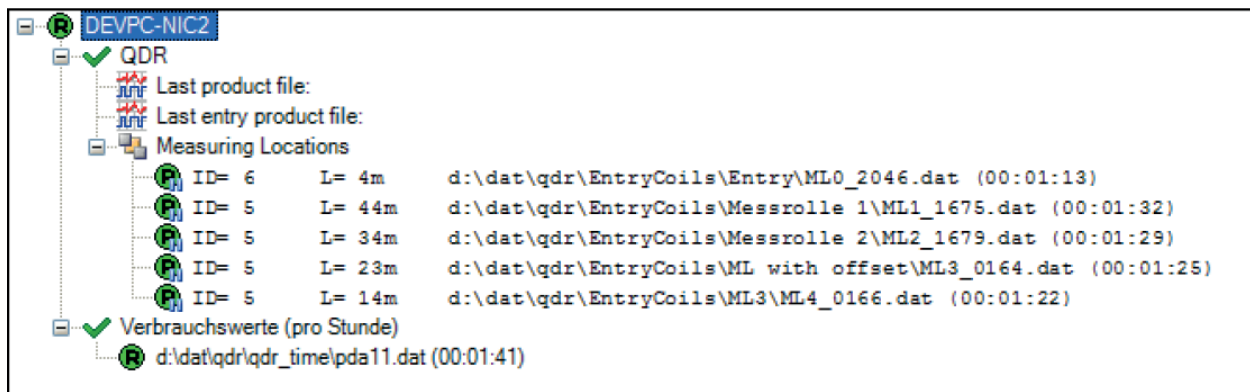 DEVPC-NIC2
QDR
Last product file:
Last entry product file:
Measuring Locations
ID= 6 L= 4m d:\dat\qdr\EntryCoils\Entry\ML0_2046.dat (00:01:13)
ID= 5 L= 44m d:\dat\qdr\EntryCoils\Messrolle 1\ML1_1675.dat (00:01:32)
ID= 5 L= 34m d:\dat\qdr\EntryCoils\Messrolle 2\ML2_1679.dat (00:01:29)
ID= 5 L= 23m d:\dat\qdr\EntryCoils\ML with offset\ML3_0164.dat (00:01:25)
ID= 5 L= 14m d:\dat\qdr\EntryCoils\ML3\ML4_0166.dat (00:01:22)
Verbrauchswerte (pro Stunde)
d:\dat\qdr\qdr_time\pda11.dat (00:01:41)